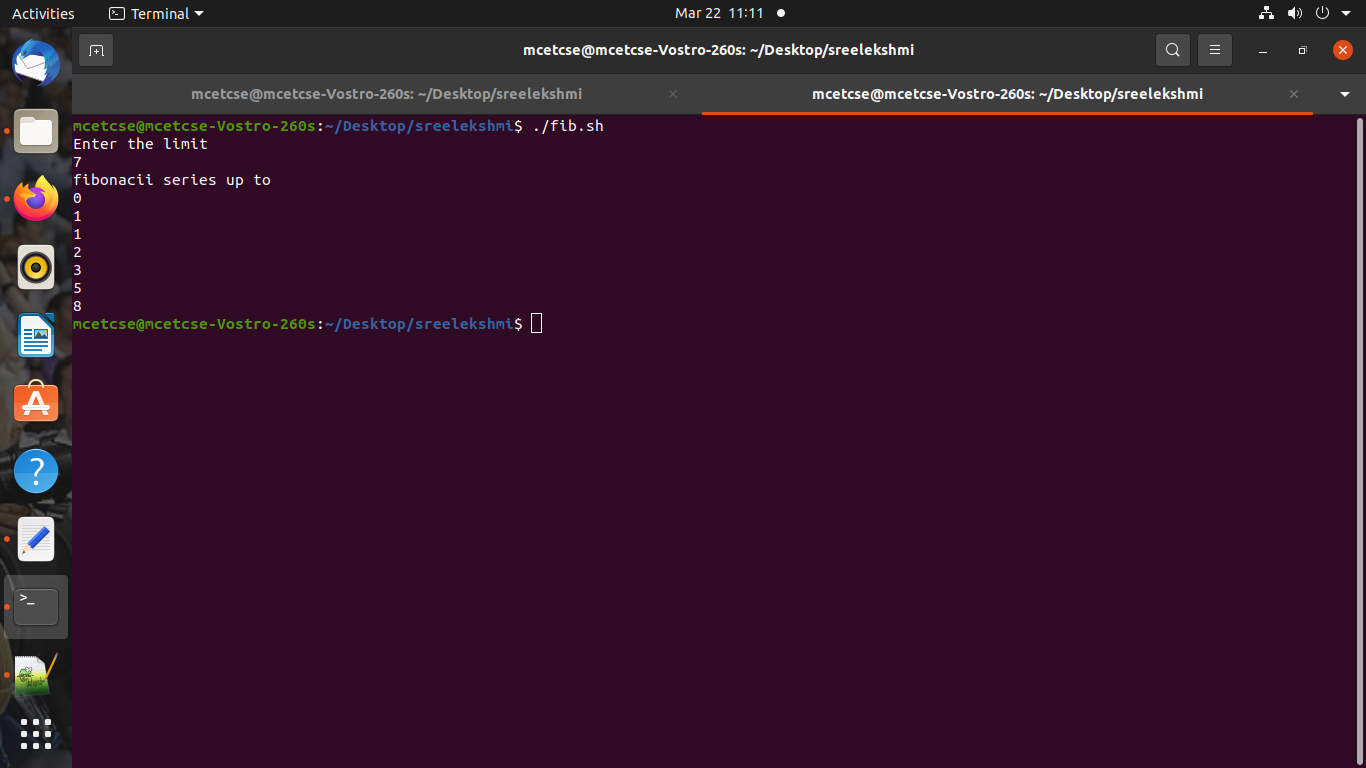 Activities
Terminal
Mar 22 11:11
mcetcse@mcetcse-Vostro-260s: ~/Desktop/sreelekshmi
mcetcse@mcetcse-Vostro-260s: ~/Desktop/sreelekshmi
mcetcse@mcetcse-Vostro-260s: ~/Desktop/sreelekshmi
mcetcse@mcetcse-Vostro-260s:~/Desktop/sreelekshmi$ ./fib.sh
Enter the limit
7
fibonacii series up to
0
1
1
2
3
5
8
mcetcse@mcetcse-Vostro-260s:~/Desktop/sreelekshmi$